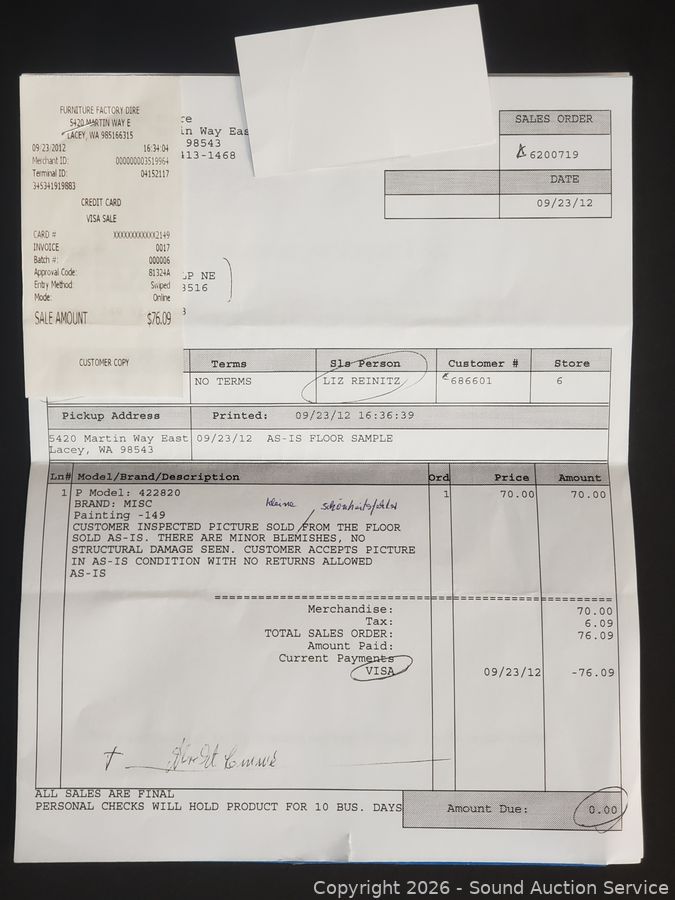 FURNITURE FACTORY DIRE
5420 MARTIN WAY E
LACEY, WA 985166315
09/23/2012 16:34:04
Merchant ID: 000000003519964
Terminal ID: 04152117
345341919883
CREDIT CARD
VISA SALE
CARD # XXXXXXXXXXXX2149
INVOICE 0017
Batch #: 000006
Approval Code: 81324A
Entry Method: Swiped
Mode: Online
SALE AMOUNT $76.09
CUSTOMER COPY
re
in Way Eas
98543
413-1468
SALES ORDER
6200719
DATE
09/23/12
LP NE
8516
3
Terms Sls Person Customer # Store
NO TERMS LIZ REINITZ 686601 6
Pickup Address Printed: 09/23/12 16:36:39
5420 Martin Way East 09/23/12 AS-IS FLOOR SAMPLE
Lacey, WA 98543
Ln# Model/Brand/Description Ord Price Amount
1 P Model: 422820 1 70.00 70.00
BRAND: MISC kleine
Painting -149
CUSTOMER INSPECTED PICTURE SOLD FROM THE FLOOR
SOLD AS-IS. THERE ARE MINOR BLEMISHES, NO
STRUCTURAL DAMAGE SEEN. CUSTOMER ACCEPTS PICTURE
IN AS-IS CONDITION WITH NO RETURNS ALLOWED
AS-IS
Merchandise: 70.00
Tax: 6.09
TOTAL SALES ORDER: 76.09
Amount Paid:
Current Payments
VISA 09/23/12 -76.09
ALL SALES ARE FINAL
PERSONAL CHECKS WILL HOLD PRODUCT FOR 10 BUS. DAYS
Amount Due: 0.00
Copyright 2026 - Sound Auction Service